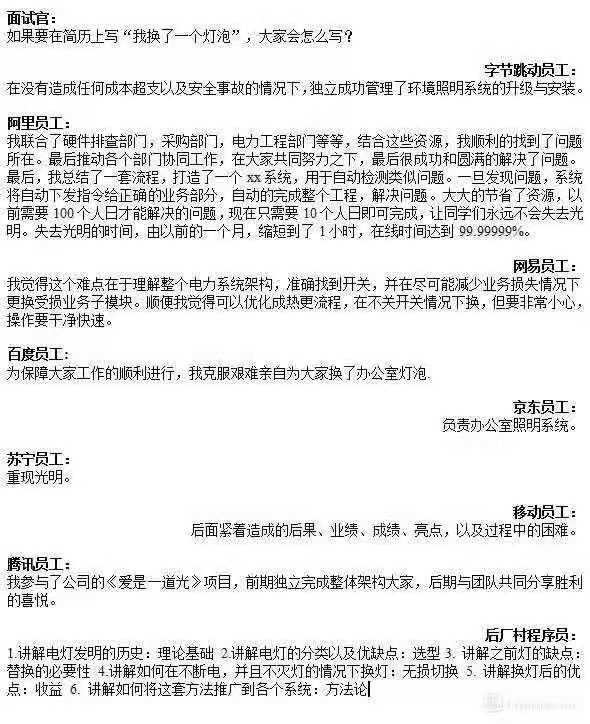 面试官：
如果要在简历上写“我换了一个灯泡”，大家会怎么写？
字节跳动员工：
在没有造成任何成本超支以及安全事故的情况下，独立成功管理了环境照明系统的升级与安装。
阿里员工：
我联合了硬件排查部门，采购部门，电力工程部门等等，结合这些资源，我顺利的找到了问题
所在。最后推动各个部门协同工作，在大家共同努力之下，最后很成功和圆满的解决了问题。
最后，我总结了一套流程，打造了一个 xx 系统，用于自动检测类似问题。一旦发现问题，系统
将自动下发指令给正确的业务部分，自动的完成整个工程，解决问题。大大的节省了资源，以
前需要 100 个人日才能解决的问题，现在只需要 10 个人日即可完成，让同学们永远不会失去光
明。失去光明的时间，由以前的一个月，缩短到了 1 小时，在线时间达到 99.99999%。
网易员工：
我觉得这个难点在于理解整个电力系统架构，准确找到开关，并在尽可能减少业务损失情况下
更换受损业务子模块。顺便我觉得可以优化成热更流程，在不关开关情况下换，但要非常小心，
操作要干净快速。
百度员工：
为保障大家工作的顺利进行，我克服艰难亲自为大家换了办公室灯泡.
京东员工：
负责办公室照明系统。
苏宁员工：
重现光明。
移动员工：
后面紧着造成的后果、业绩、成绩、亮点，以及过程中的困难。
腾讯员工：
我参与了公司的《爱是一道光》项目，前期独立完成整体架构大家，后期与团队共同分享胜利
的喜悦。
后厂村程序员：
1.讲解电灯发明的历史：理论基础 2.讲解电灯的分类以及优缺点：选型 3. 讲解之前灯的缺点：
替换的必要性 4.讲解如何在不断电，并且不灭灯的情况下换灯：无损切换 5. 讲解换灯后的优
点：收益 6. 讲解如何将这套方法推广到各个系统：方法论